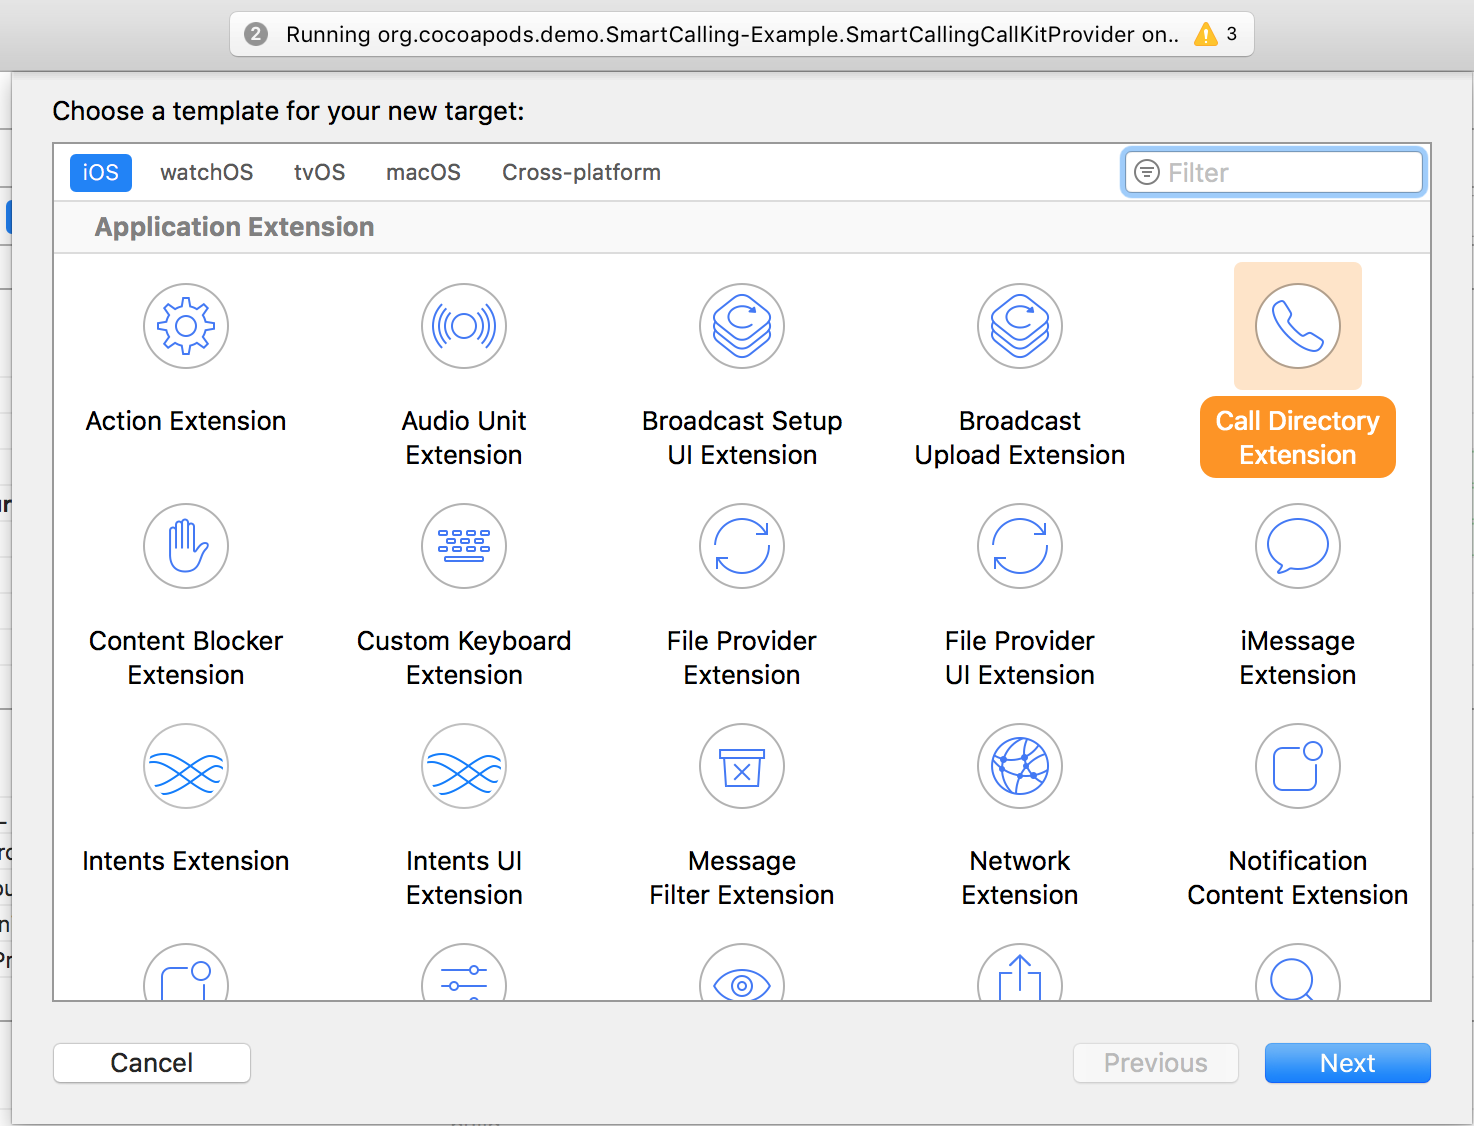 2 Running org.cocoapods.demo.SmartCalling-Example.SmartCallingCallKitProvider on.. 3
Choose a template for your new target:
iOS watchOS tvOS macOS Cross-platform Filter
Application Extension
Action Extension Audio Unit Broadcast Setup Broadcast Call Directory
Extension UI Extension Upload Extension Extension
Content Blocker Custom Keyboard File Provider File Provider iMessage
Extension Extension Extension UI Extension Extension
Intents Extension Intents UI Message Network Notification
Extension Filter Extension Extension Content Extension
Cancel Previous Next